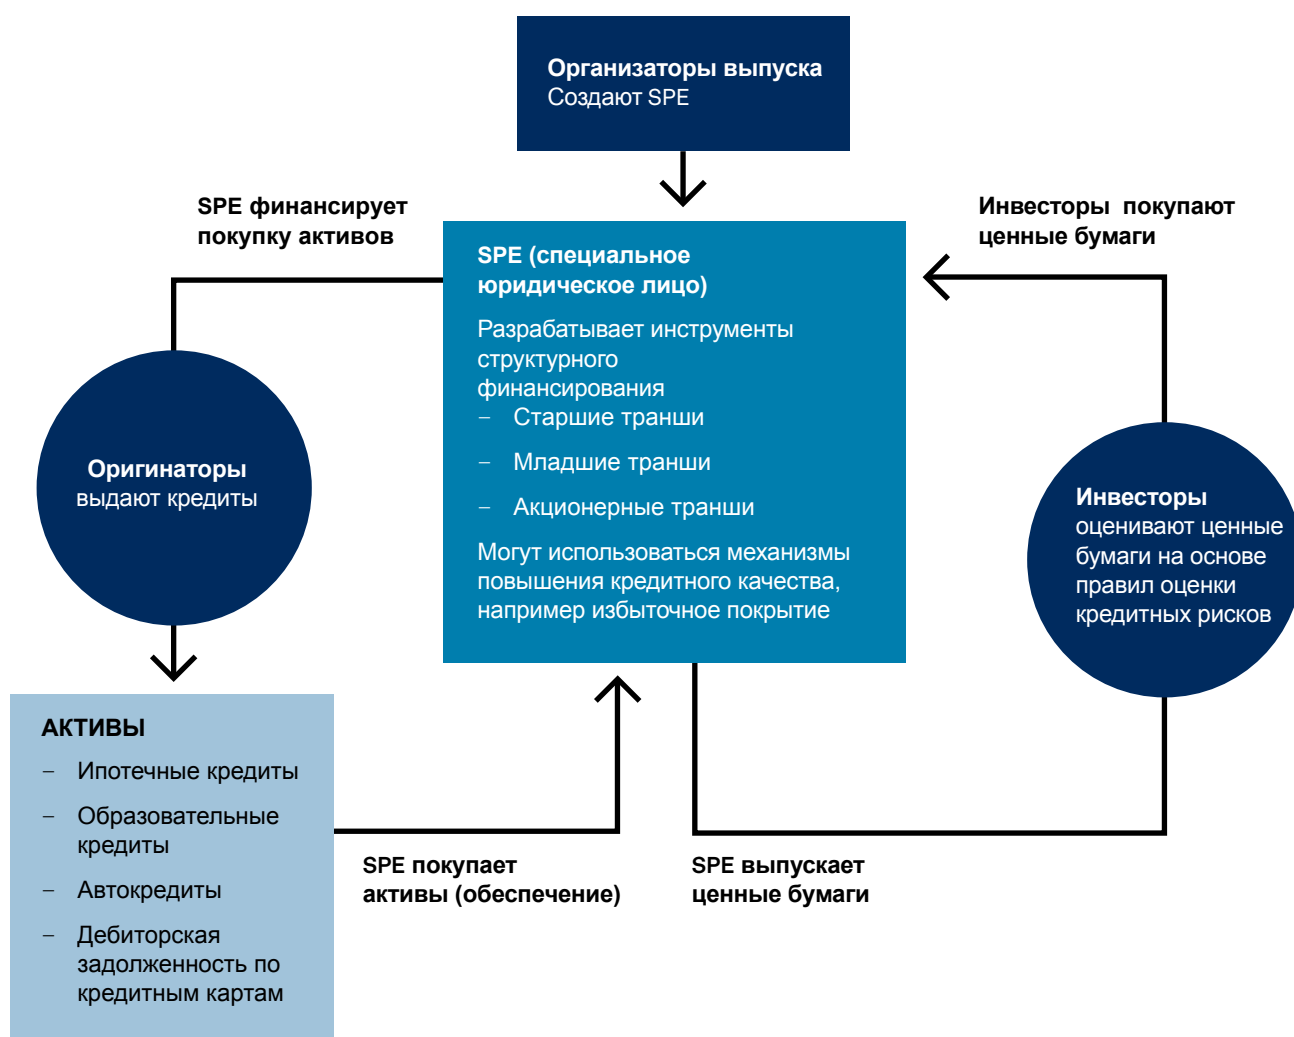 Организаторы выпуска
Создают SPE
SPE финансирует
покупку активов
Инвесторы покупают
ценные бумаги
SPE (специальное
юридическое лицо)
Разрабатывает инструменты
структурного
финансирования
– Старшие транши
– Младшие транши
– Акционерные транши
Могут использоваться механизмы
повышения кредитного качества,
например избыточное покрытие
Оригинаторы
выдают кредиты
Инвесторы
оценивают ценные
бумаги на основе
правил оценки
кредитных рисков
АКТИВЫ
– Ипотечные кредиты
– Образовательные
кредиты
– Автокредиты
– Дебиторская
задолженность по
кредитным картам
SPE покупает
активы (обеспечение)
SPE выпускает
ценные бумаги